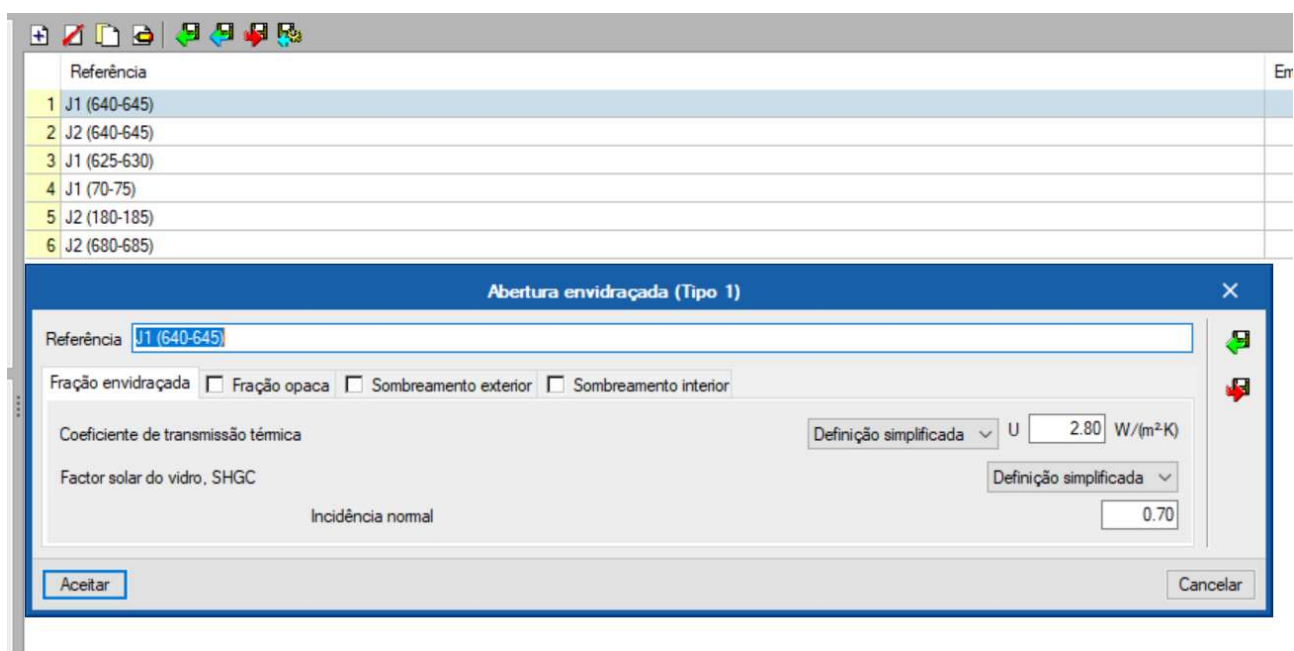 Referência Em
1 J1 (640-645)
2 J2 (640-645)
3 J1 (625-630)
4 J1 (70-75)
5 J2 (180-185)
6 J2 (680-685)
Abertura envidraçada (Tipo 1)
Referência J1 (640-645)
Fração envidraçada Fração opaca Sombreamento exterior Sombreamento interior
Coeficiente de transmissão térmica Definição simplificada U 2.80 W/(m²·K)
Factor solar do vidro, SHGC Definição simplificada
Incidência normal 0.70
Aceitar Cancelar